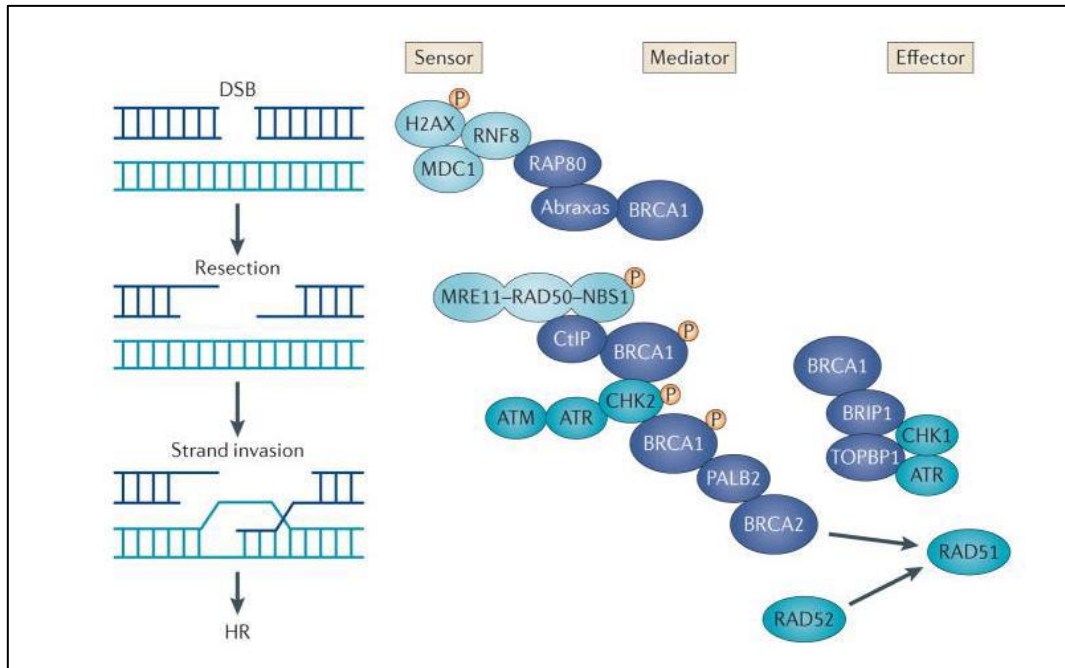 Sensor
Mediator
Effector
DSB
P
H2AX
RNF8
MDC1
RAP80
Abraxas
BRCA1
Resection
MRE11–RAD50–NBS1
P
CtIP
BRCA1
P
BRCA1
BRIP1
CHK1
TOPBP1
ATR
ATM
ATR
CHK2
P
BRCA1
P
PALB2
BRCA2
Strand invasion
RAD51
RAD52
HR